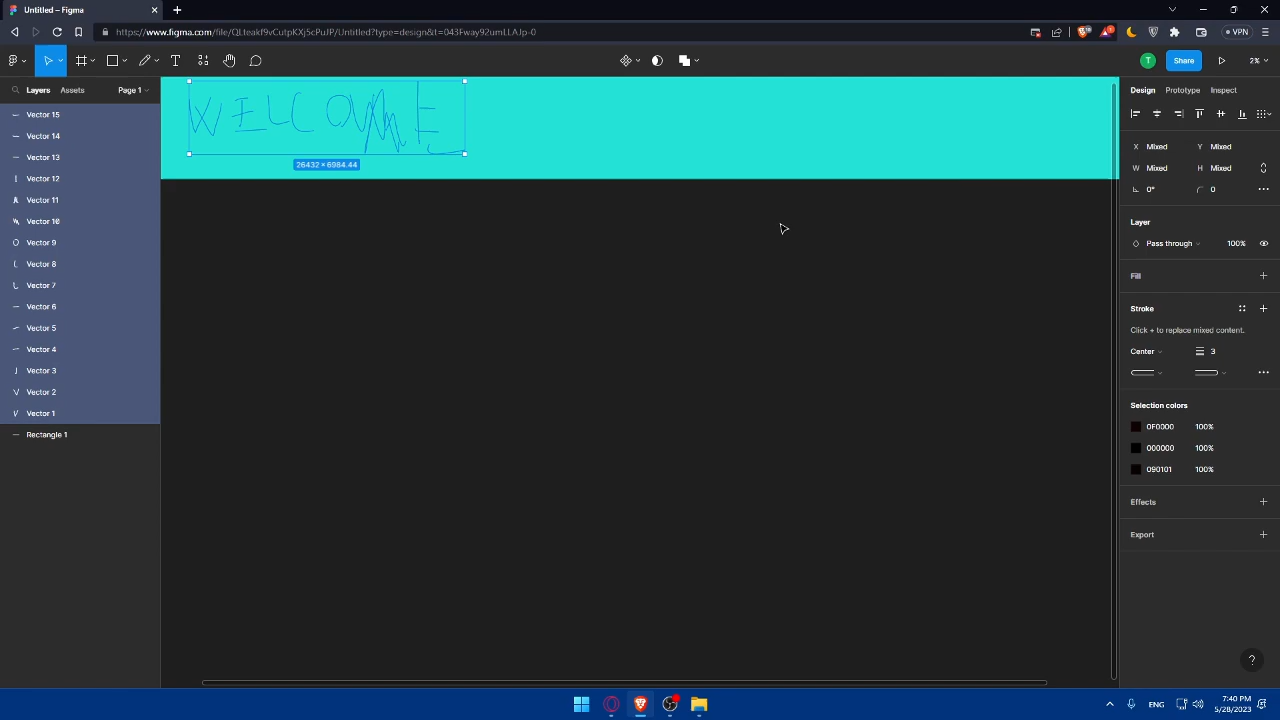 Untitled – Figma
https://www.figma.com/file/QLteakf9vCutpKXj5cPuJP/Untitled?type=design&t=043Fway92umLLAJp-0
VPN
T
Share
2%
Layers
Assets
Page 1
Design
Prototype
Inspect
Vector 15
Vector 14
Vector 13
Vector 12
Vector 11
Vector 10
Vector 9
Vector 8
Vector 7
Vector 6
Vector 5
Vector 4
Vector 3
Vector 2
Vector 1
Rectangle 1
WELCOME
26432 × 6984.44
X Mixed
Y Mixed
W Mixed
H Mixed
0°
0
Layer
Pass through
100%
Fill
Stroke
Click + to replace mixed content.
Center
3
Selection colors
0F0000 100%
000000 100%
090101 100%
Effects
Export
?
ENG
7:40 PM
5/28/2023